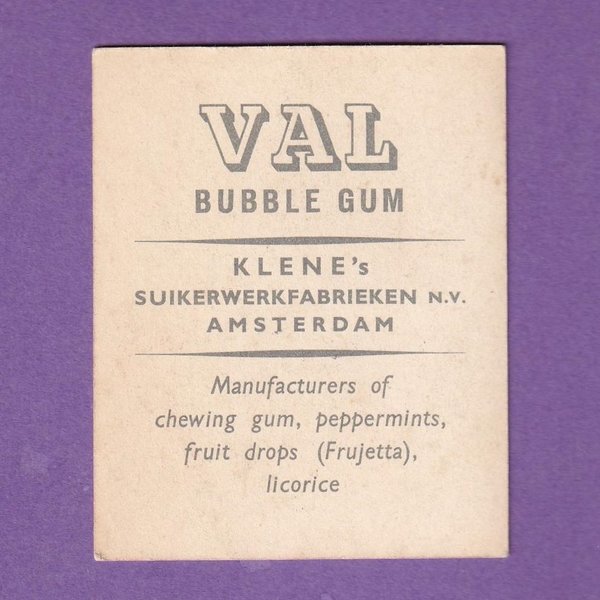 VAL
BUBBLE GUM
KLENE's
SUIKERWERKFABRIEKEN N.V.
AMSTERDAM
Manufacturers of
chewing gum, peppermints,
fruit drops (Frujetta),
licorice